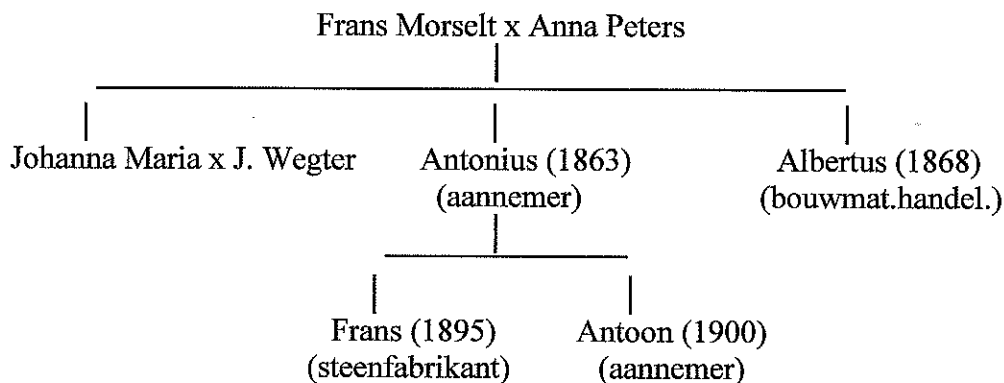 Frans Morselt x Anna Peters
Johanna Maria x J. Wegter Antonius (1863) Albertus (1868)
(aannemer) (bouwmat.handel.)
Frans (1895) Antoon (1900)
(steenfabrikant) (aannemer)